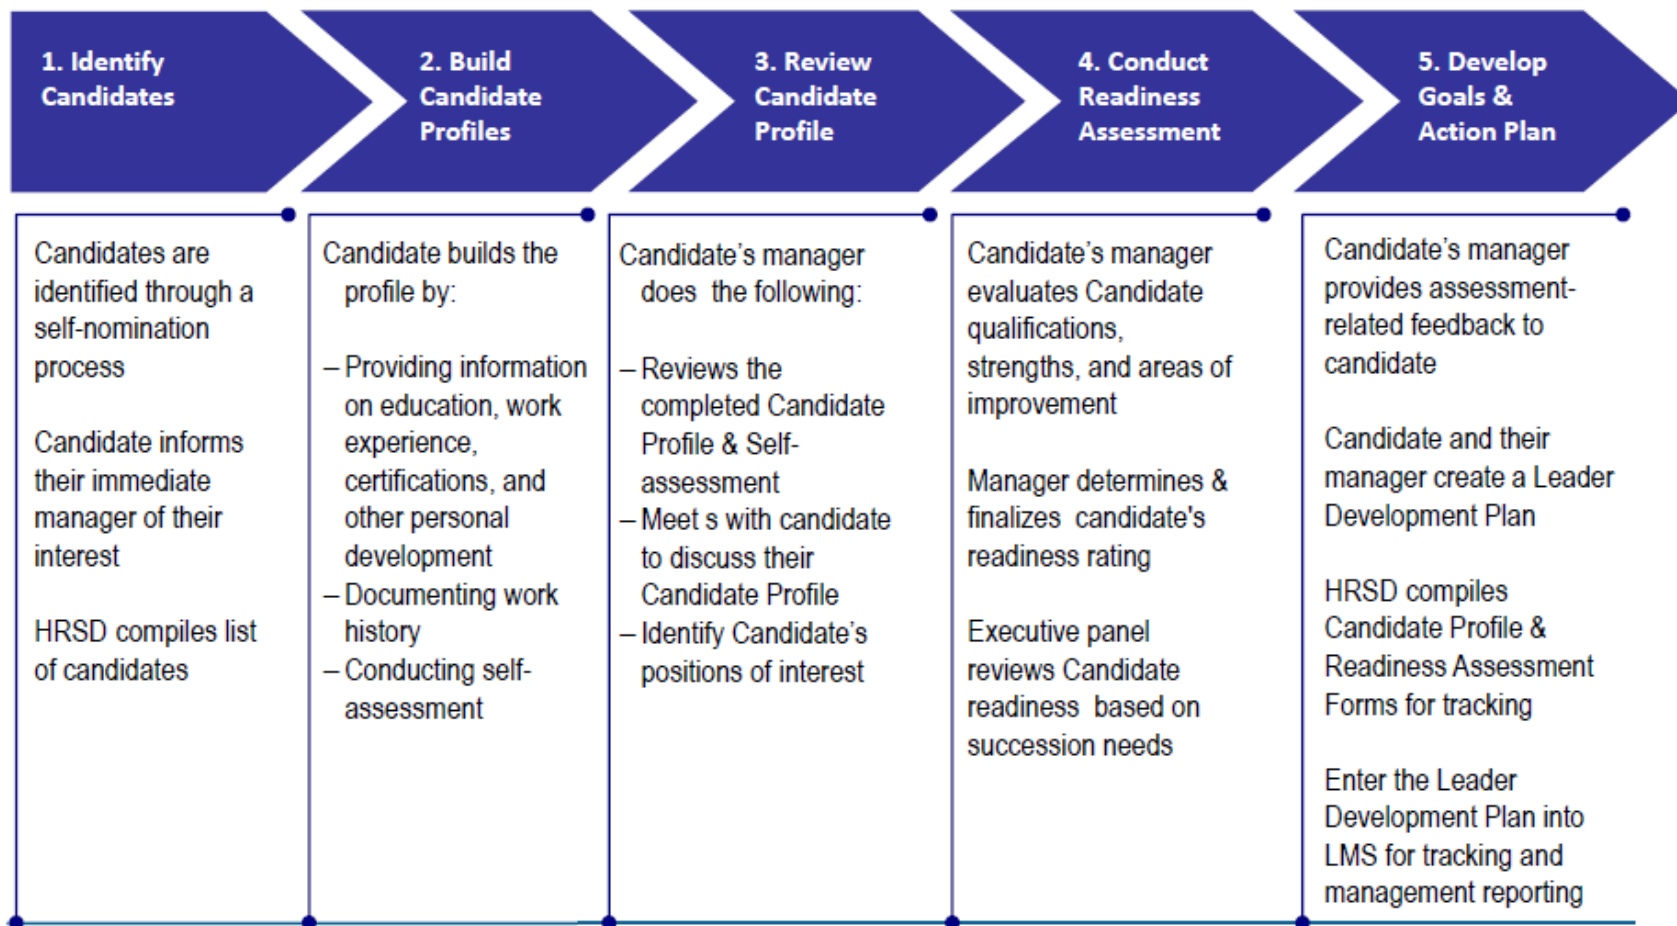 1. Identify
Candidates
2. Build
Candidate
Profiles
3. Review
Candidate
Profile
4. Conduct
Readiness
Assessment
5. Develop
Goals &
Action Plan
Candidates are
identified through a
self-nomination
process
Candidate informs
their immediate
manager of their
interest
HRSD compiles list
of candidates
Candidate builds the
profile by:
– Providing information
on education, work
experience,
certifications, and
other personal
development
– Documenting work
history
– Conducting self-
assessment
Candidate's manager
does the following:
– Reviews the
completed Candidate
Profile & Self-
assessment
– Meet s with candidate
to discuss their
Candidate Profile
– Identify Candidate's
positions of interest
Candidate's manager
evaluates Candidate
qualifications,
strengths, and areas of
improvement
Manager determines &
finalizes candidate's
readiness rating
Executive panel
reviews Candidate
readiness based on
succession needs
Candidate's manager
provides assessment-
related feedback to
candidate
Candidate and their
manager create a Leader
Development Plan
HRSD compiles
Candidate Profile &
Readiness Assessment
Forms for tracking
Enter the Leader
Development Plan into
LMS for tracking and
management reporting